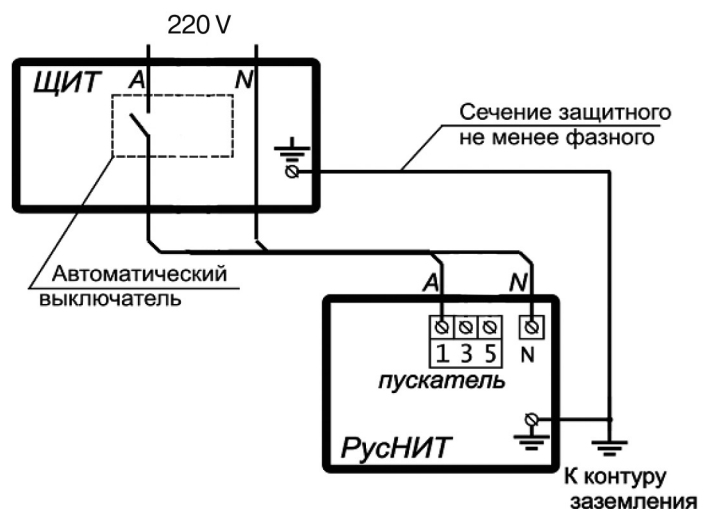 220 V
ЩИТ
A
N
Сечение защитного
не менее фазного
Автоматический
выключатель
A
N
1 3 5
N
пускатель
РусНИТ
К контуру
заземления